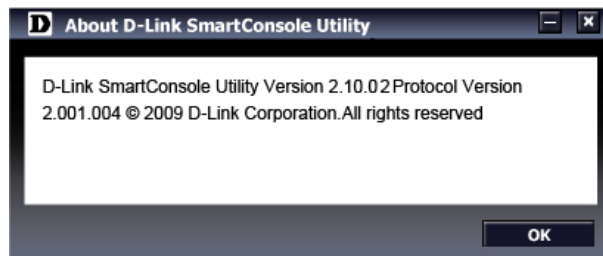 D About D-Link SmartConsole Utility
D-Link SmartConsole Utility Version 2.10.02 Protocol Version
2.001.004 © 2009 D-Link Corporation.All rights reserved
OK